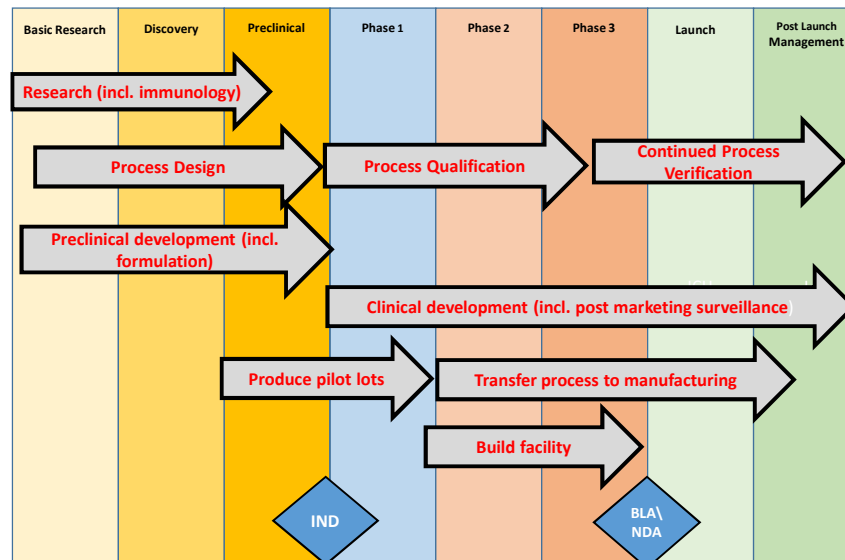 Basic Research
Discovery
Preclinical
Phase 1
Phase 2
Phase 3
Launch
Post Launch
Management
Research (incl. immunology)
Process Design
Process Qualification
Continued Process
Verification
Preclinical development (incl.
formulation)
Clinical development (incl. post marketing surveillance)
Produce pilot lots
Transfer process to manufacturing
Build facility
IND
BLA\
NDA